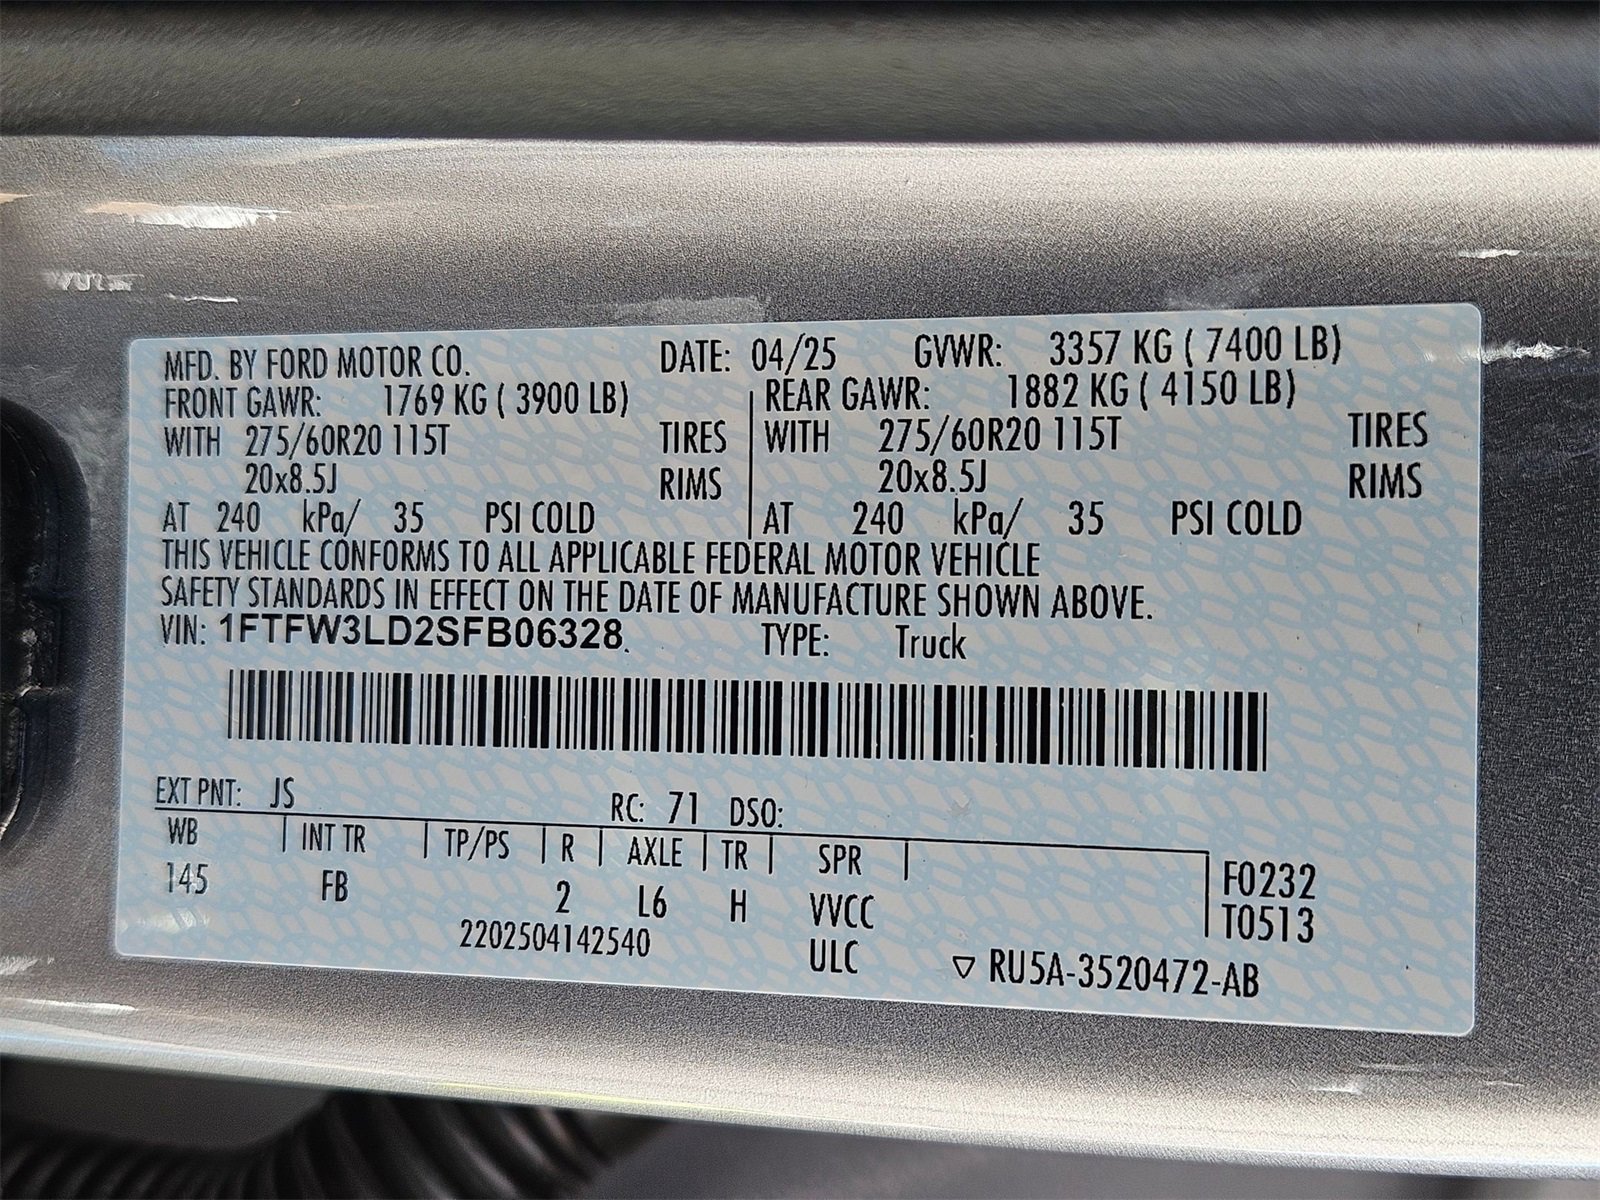 MFD. BY FORD MOTOR CO. DATE: 04/25 GVWR: 3357 KG ( 7400 LB)
FRONT GAWR: 1769 KG ( 3900 LB) REAR GAWR: 1882 KG ( 4150 LB)
WITH 275/60R20 115T TIRES WITH 275/60R20 115T TIRES
20x8.5J RIMS 20x8.5J RIMS
AT 240 kPa/ 35 PSI COLD AT 240 kPa/ 35 PSI COLD
THIS VEHICLE CONFORMS TO ALL APPLICABLE FEDERAL MOTOR VEHICLE
SAFETY STANDARDS IN EFFECT ON THE DATE OF MANUFACTURE SHOWN ABOVE.
VIN: 1FTFW3LD2SFB06328. TYPE: Truck
EXT PNT: JS RC: 71 DSO:
WB INT TR TP/PS R AXLE TR SPR F0232
145 FB 2 L6 H VVCC T0513
2202504142540 ULC ▽ RU5A-3520472-AB